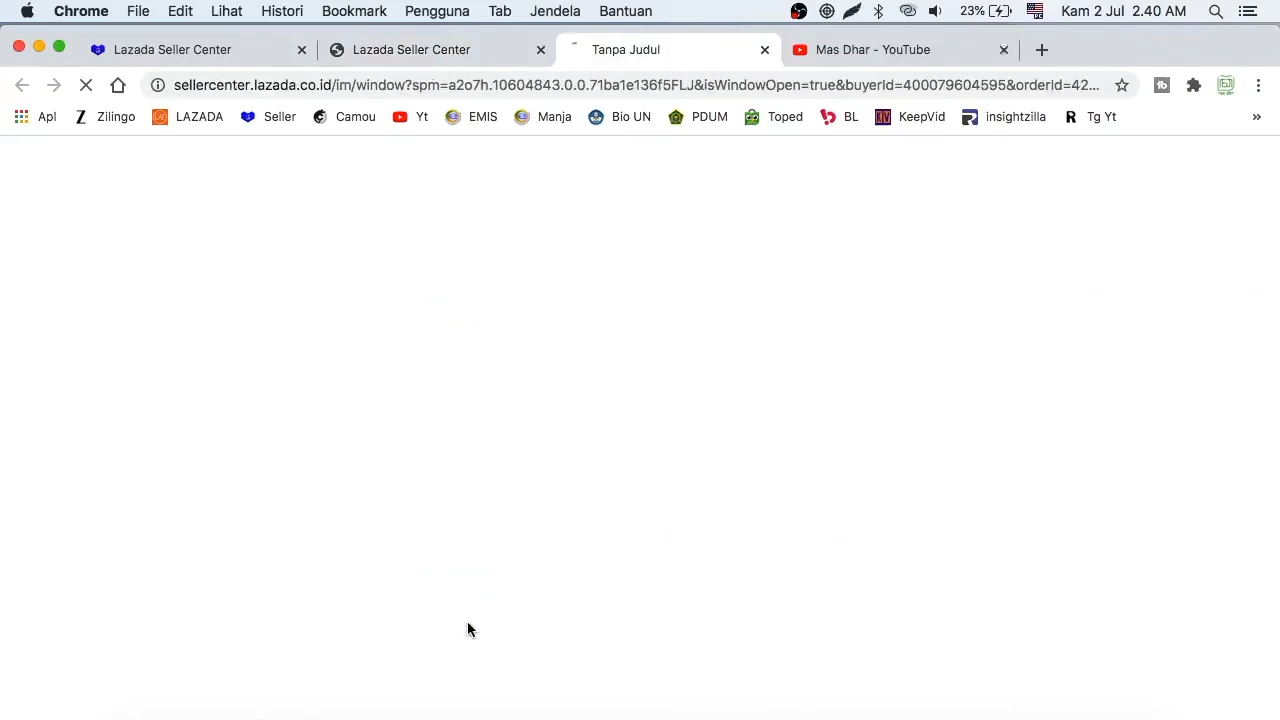 Chrome File Edit Lihat Histori Bookmark Pengguna Tab Jendela Bantuan 23% Kam 2 Jul 2.40 AM
Lazada Seller Center Lazada Seller Center Tanpa Judul Mas Dhar - YouTube
sellercenter.lazada.co.id/im/window?spm=a2o7h.10604843.0.0.71ba1e136f5FLJ&isWindowOpen=true&buyerId=400079604595&orderId=42...
Apl Zilingo LAZADA Seller Camou Yt EMIS Manja Bio UN PDUM Toped BL KeepVid insightzilla Tg Yt »